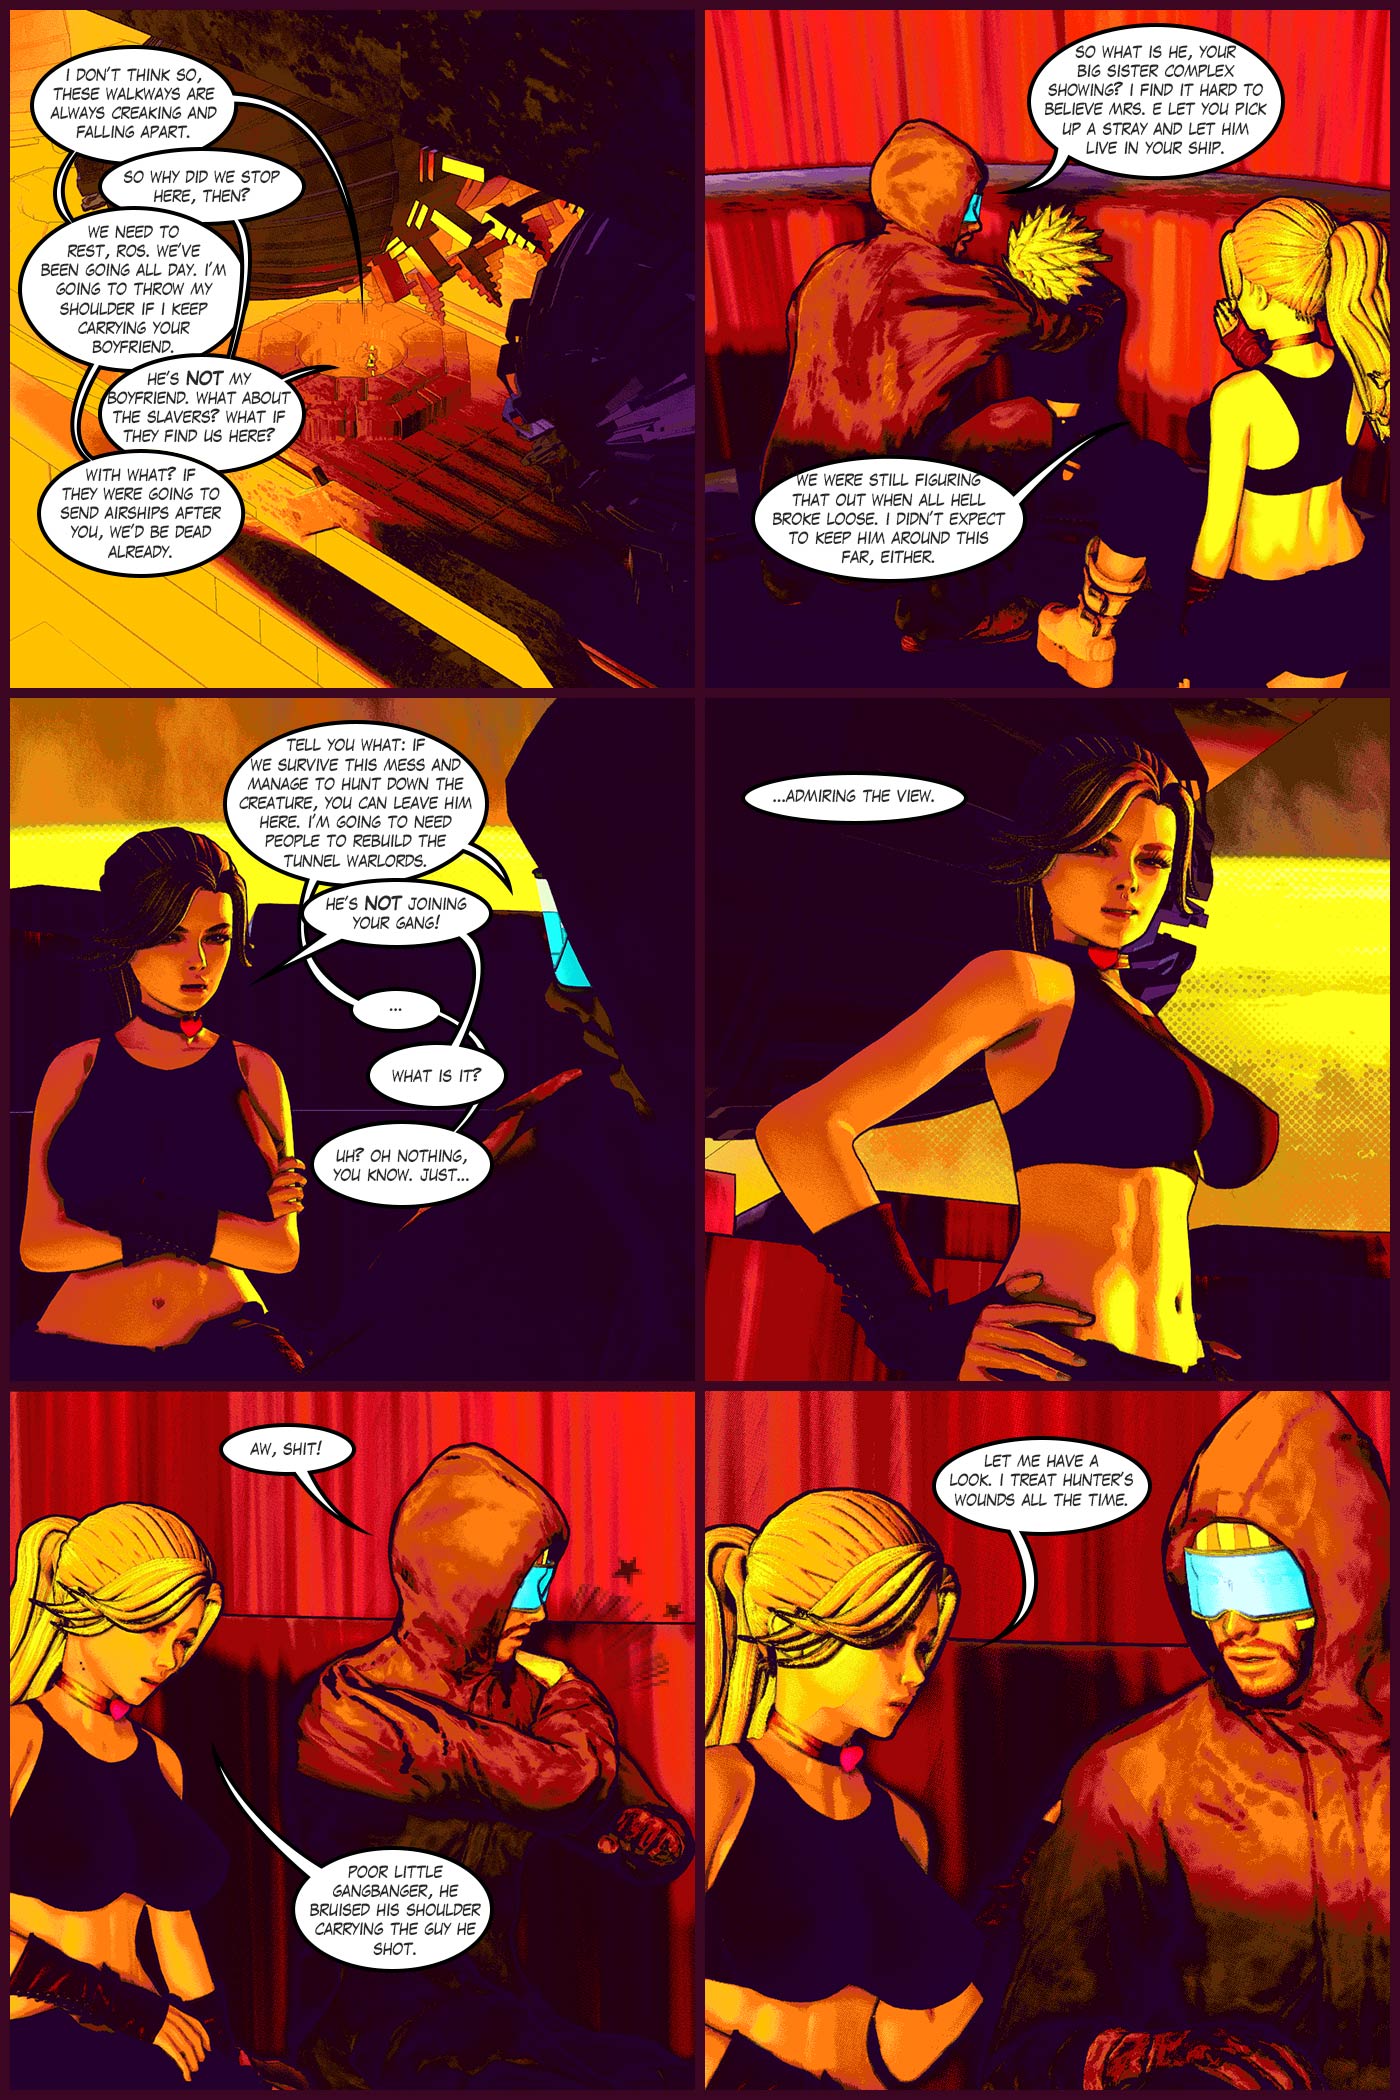 I DON'T THINK SO,
THESE WALKWAYS ARE
ALWAYS CREAKING AND
FALLING APART.
SO WHY DID WE STOP
HERE, THEN?
WE NEED TO
REST, ROS. WE'VE
BEEN GOING ALL DAY. I'M
GOING TO THROW MY
SHOULDER IF I KEEP
CARRYING YOUR
BOYFRIEND.
HE'S NOT MY
BOYFRIEND. WHAT ABOUT
THE SLAVERS? WHAT IF
THEY FIND US HERE?
WITH WHAT? IF
THEY WERE GOING TO
SEND AIRSHIPS AFTER
YOU, WE'D BE DEAD
ALREADY.
SO WHAT IS HE, YOUR
BIG SISTER COMPLEX
SHOWING? I FIND IT HARD TO
BELIEVE MRS. E LET YOU PICK
UP A STRAY AND LET HIM
LIVE IN YOUR SHIP.
WE WERE STILL FIGURING
THAT OUT WHEN ALL HELL
BROKE LOOSE. I DIDN'T EXPECT
TO KEEP HIM AROUND THIS
FAR, EITHER.
TELL YOU WHAT: IF
WE SURVIVE THIS MESS AND
MANAGE TO HUNT DOWN THE
CREATURE, YOU CAN LEAVE HIM
HERE. I'M GOING TO NEED
PEOPLE TO REBUILD THE
TUNNEL WARLORDS.
HE'S NOT JOINING
YOUR GANG!
...
WHAT IS IT?
UH? OH NOTHING,
YOU KNOW. JUST...
...ADMIRING THE VIEW.
AW, SHIT!
POOR LITTLE
GANGBANGER, HE
BRUISED HIS SHOULDER
CARRYING THE GUY HE
SHOT.
LET ME HAVE A
LOOK. I TREAT HUNTER'S
WOUNDS ALL THE TIME.